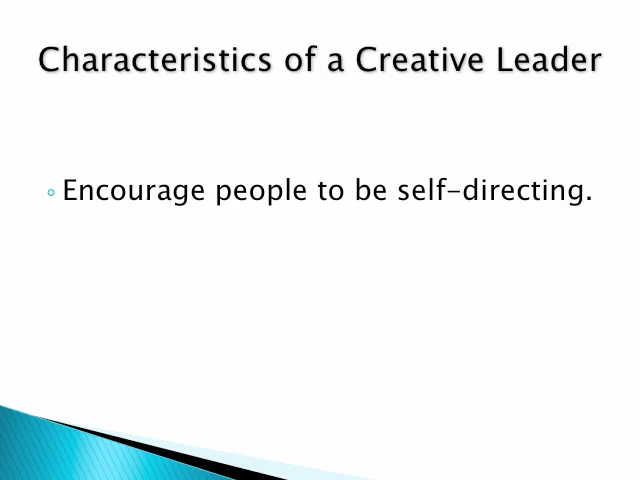 Characteristics of a Creative Leader
◦ Encourage people to be self-directing.